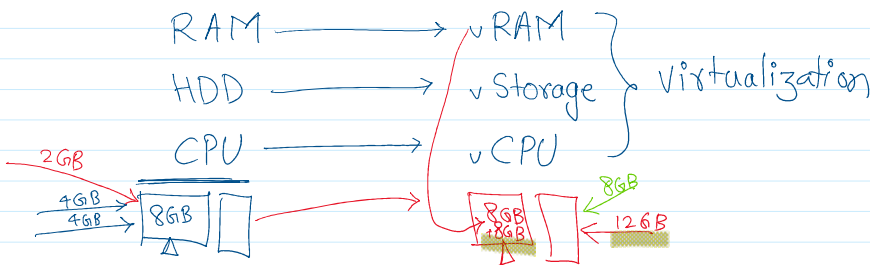 RAM vRAM
HDD vStorage virtualization
CPU vCPU
2GB
4GB
4GB
8GB
8GB
+8GB
8GB
12GB